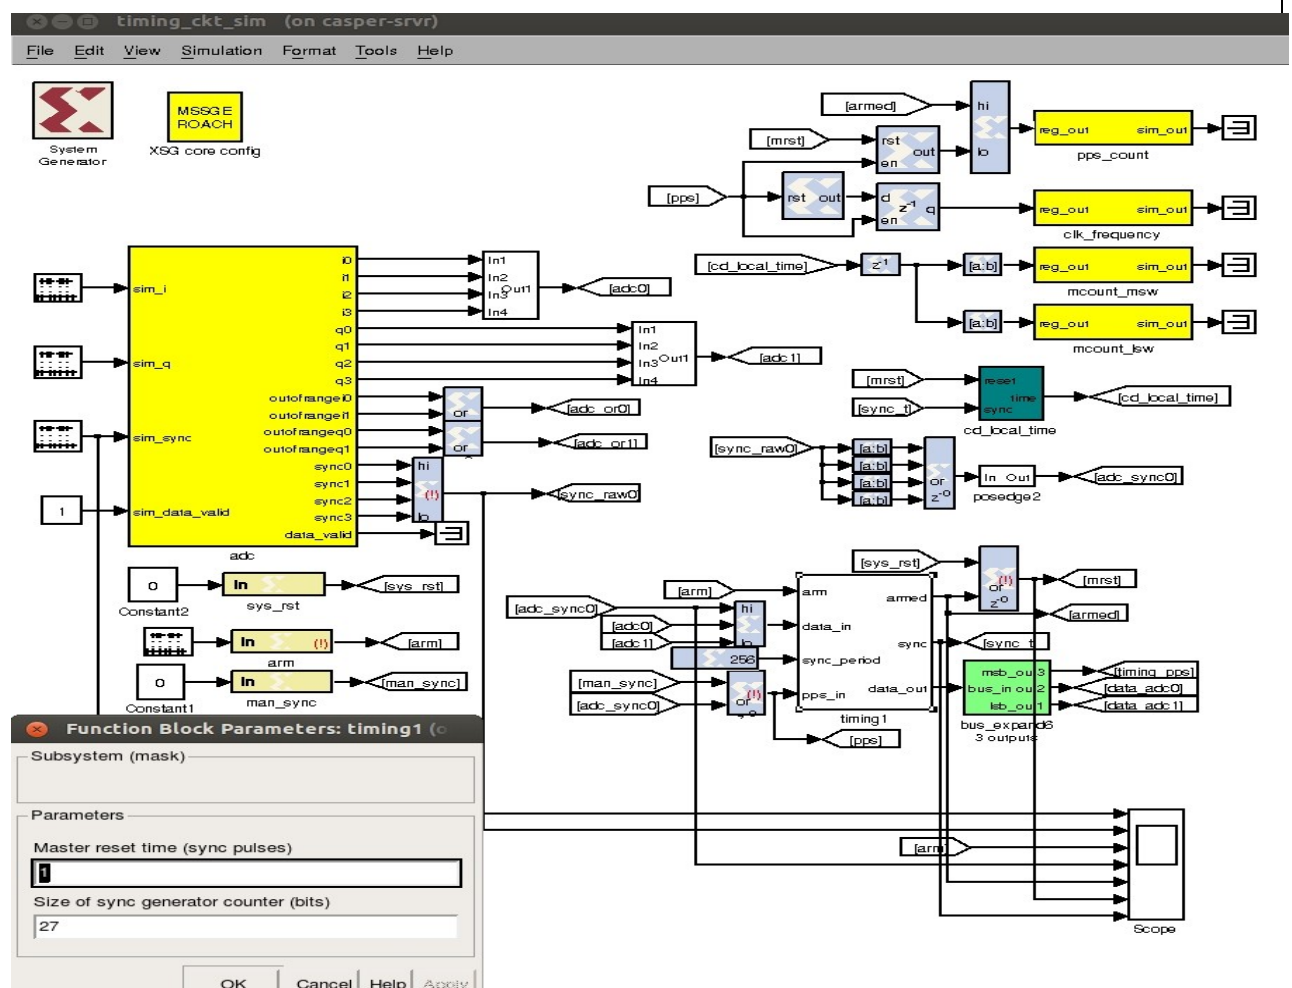 timing_ckt_sim (on casper-srvr)
File Edit View Simulation Format Tools Help
System
Generator
MSSGE
ROACH
XSG core config
[armed]
hi
lo
reg_out sim_out
pps_count
[mrst]
rst
en
out
[pps]
rst out
d
en
z-1 q
reg_out sim_out
clk_frequency
[cd_local_time]
z-1
[a:b]
reg_out sim_out
mcount_msw
[a:b]
reg_out sim_out
mcount_lsw
sim_i
sim_q
sim_sync
1
sim_data_valid
i0
i1
i2
i3
q0
q1
q2
q3
outofrangei0
outofrangei1
outofrangeq0
outofrangeq1
sync0
sync1
sync2
sync3
data_valid
adc
In1
In2
In3
In4
Out1
[adc0]
In1
In2
In3
In4
Out1
[adc1]
or
[adc_or0]
or
[adc_or1]
hi
(!)
lo
[sync_raw0]
[mrst]
[sync_t]
reset
sync
time
cd_local_time
[cd_local_time]
[sync_raw0]
[a:b]
[a:b]
[a:b]
[a:b]
or
z-0
In Out
posedge2
[adc_sync0]
0
Constant2
In
sys_rst
[sys_rst]
In (!)
arm
[arm]
0
Constant1
In
man_sync
[man_sync]
[sys_rst]
or
(!)
z-0
[mrst]
[armed]
[arm]
[adc_sync0]
[adc0]
[adc1]
hi
lo
256
[man_sync]
[adc_sync0]
or
(!)
[pps]
arm
data_in
sync_period
pps_in
armed
sync
data_out
timing1
[sync_t
msb_out3
bus_in out2
lsb_out1
bus_expand6
3 outputs
[timing_pps]
[data_adc0]
[data_adc1]
[arm]
Scope
Function Block Parameters: timing1 (o
Subsystem (mask)
Parameters
Master reset time (sync pulses)
1
Size of sync generator counter (bits)
27
OK Cancel Help Apply